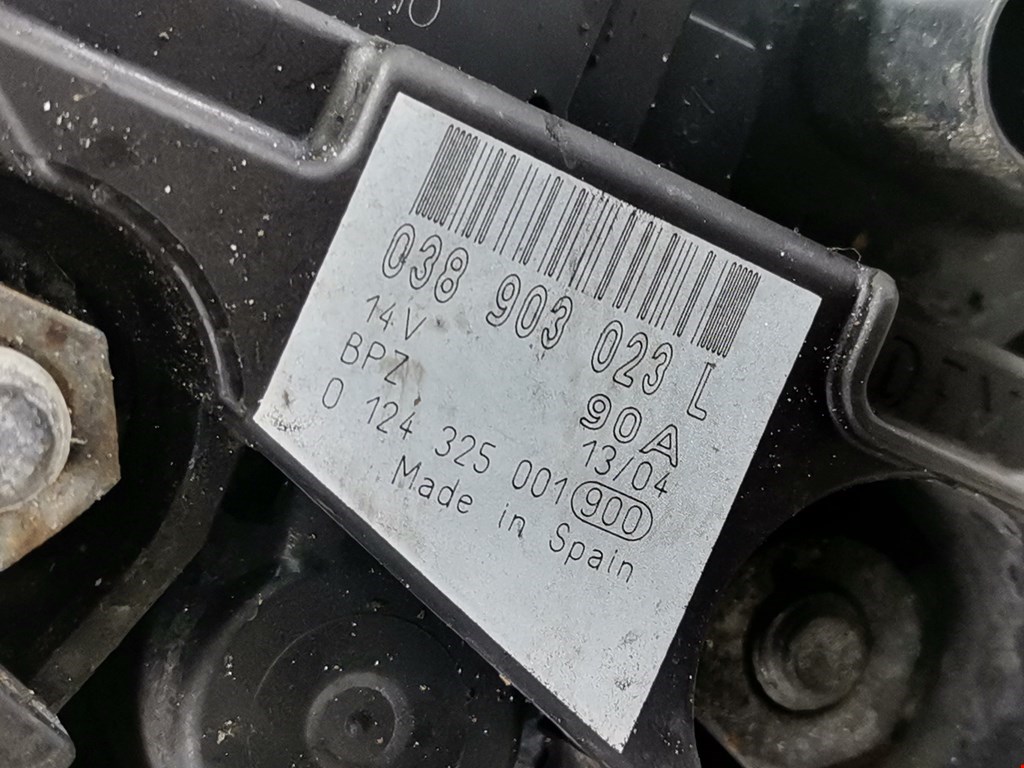 038 903 023 L
14V 90A
BPZ 13/04
0 124 325 001 900
Made in Spain